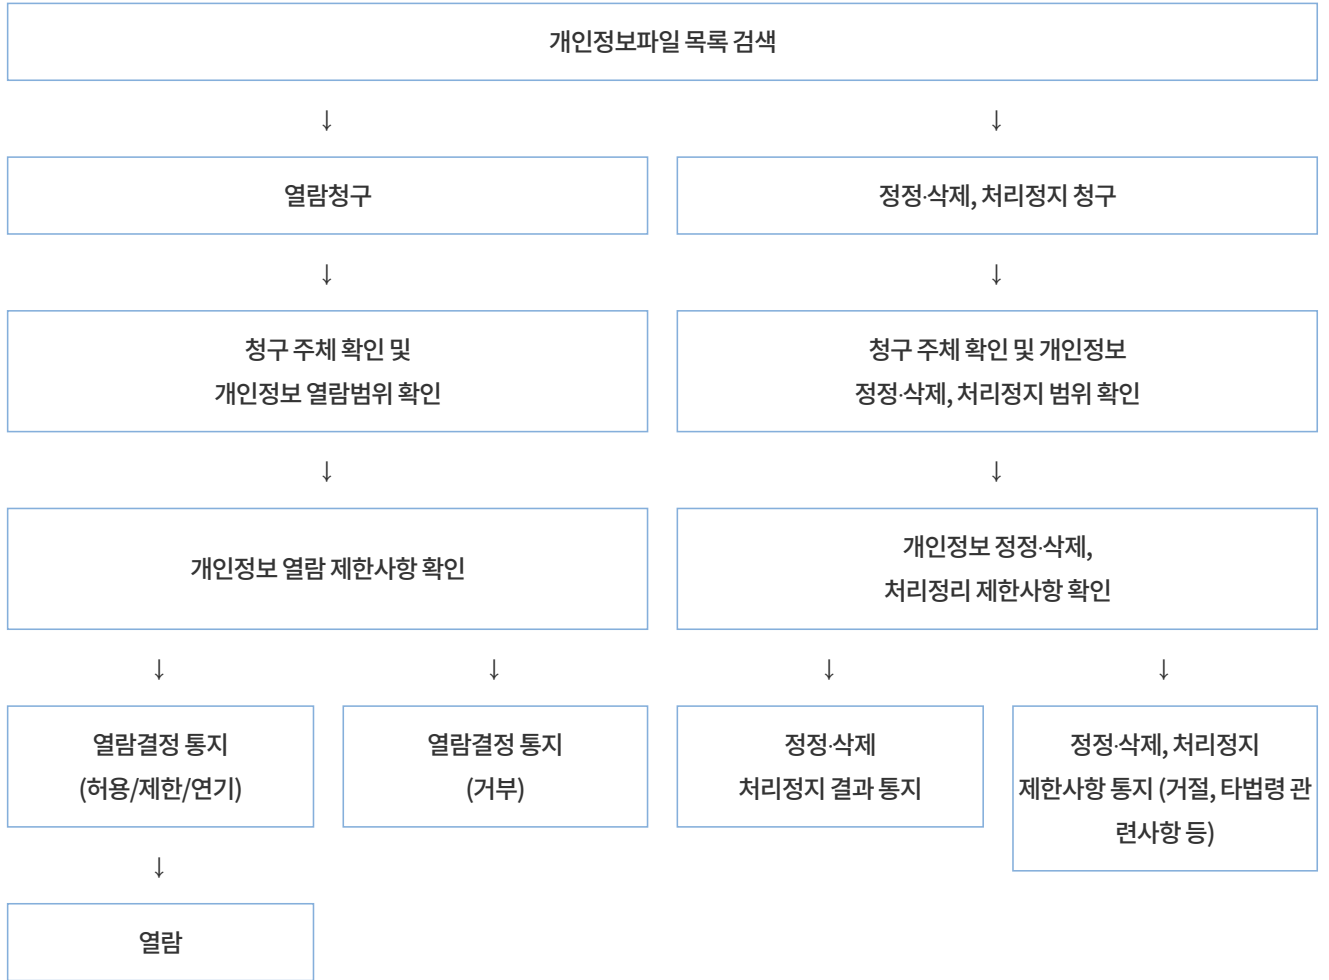 개인정보파일 목록 검색
↓
↓
열람청구
정정·삭제, 처리정지 청구
↓
↓
청구 주체 확인 및
개인정보 열람범위 확인
청구 주체 확인 및 개인정보
정정·삭제, 처리정지 범위 확인
↓
↓
개인정보 열람 제한사항 확인
개인정보 정정·삭제,
처리정리 제한사항 확인
↓
↓
↓
↓
열람결정 통지
(허용/제한/연기)
열람결정 통지
(거부)
정정·삭제
처리정지 결과 통지
정정·삭제, 처리정지
제한사항 통지 (거절, 타법령 관
련사항 등)
↓
열람